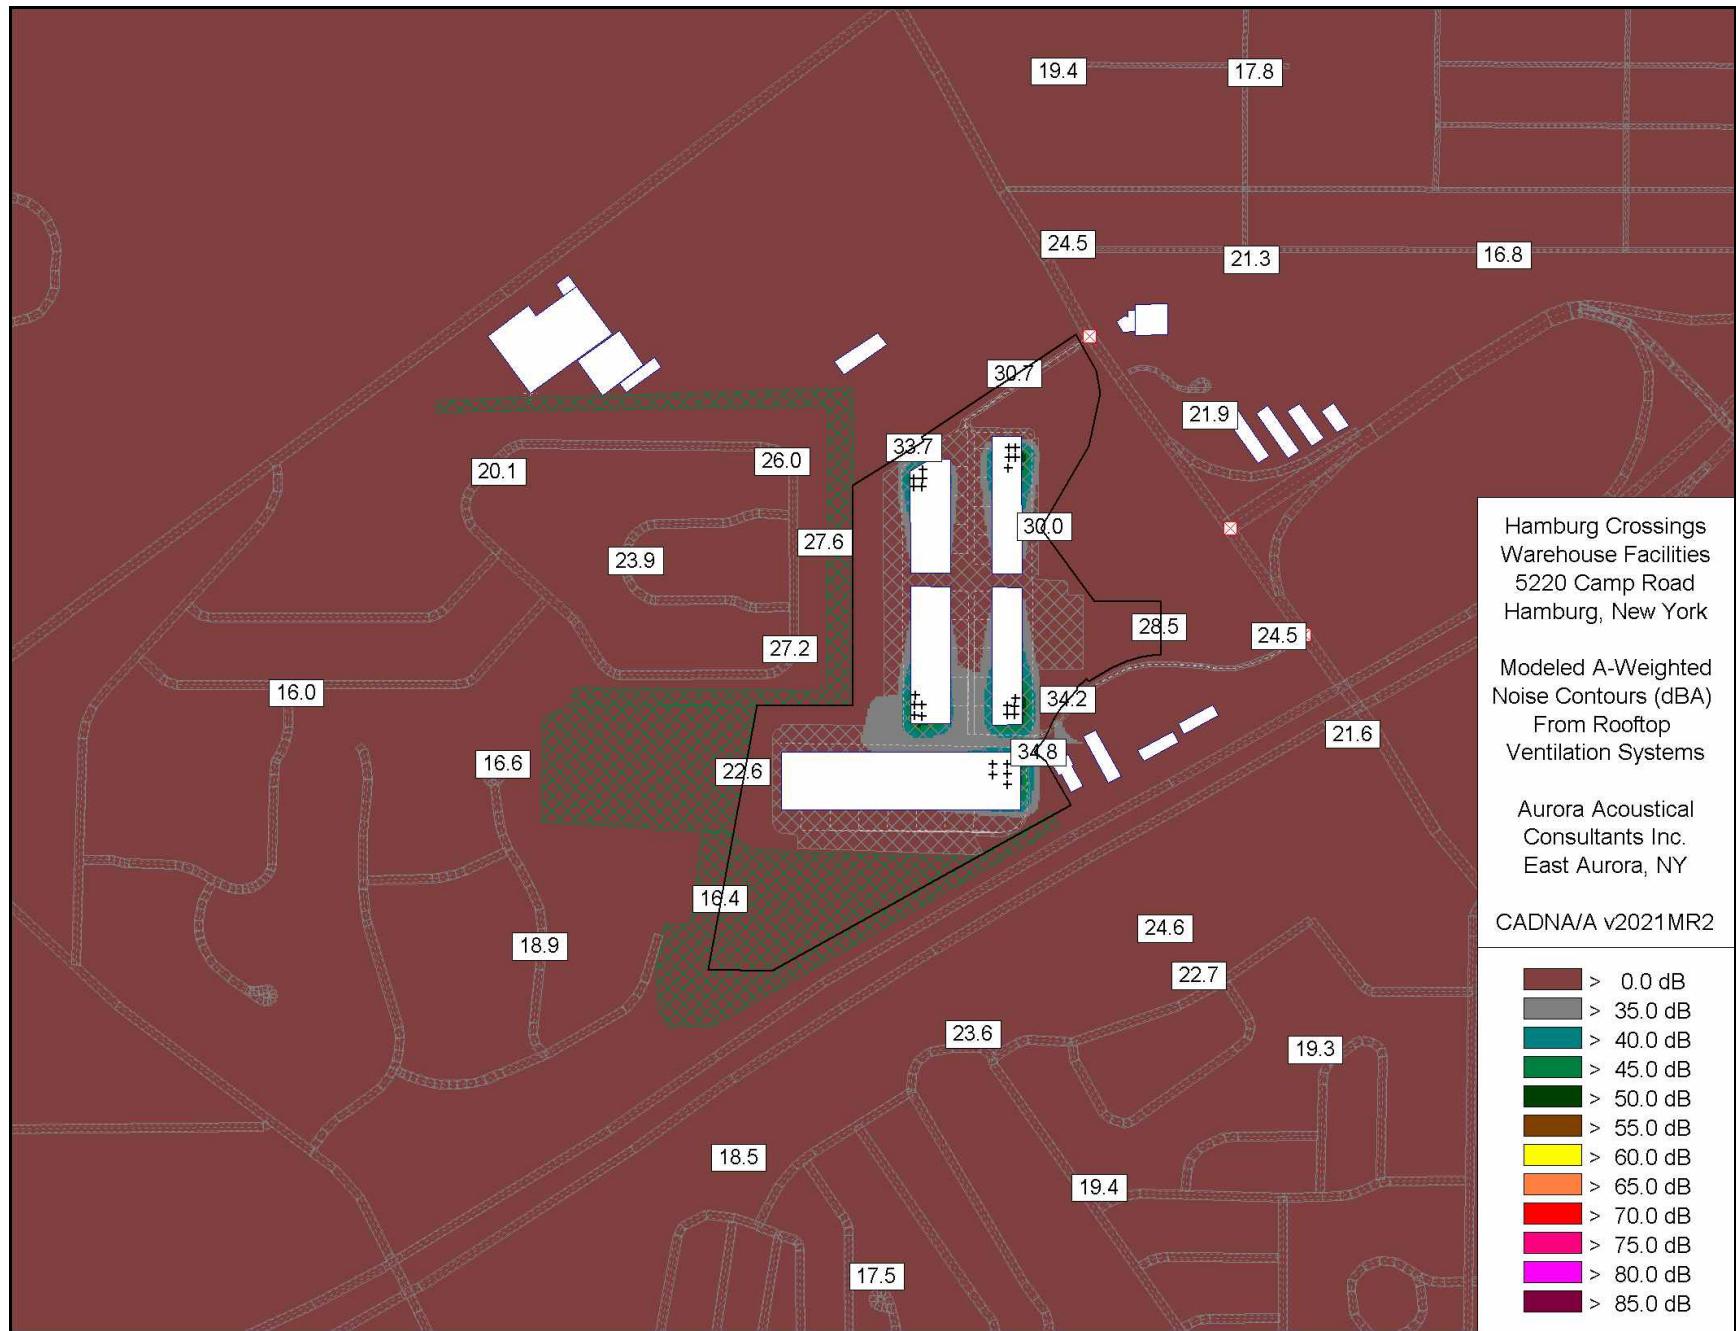 19.4
17.8
24.5
21.3
16.8
30.7
21.9
33.7
26.0
20.1
30.0
27.6
23.9
28.5
24.5
27.2
16.0
34.2
21.6
34.8
16.6
22.6
16.4
24.6
18.9
22.7
23.6
19.3
18.5
19.4
17.5
Hamburg Crossings
Warehouse Facilities
5220 Camp Road
Hamburg, New York
Modeled A-Weighted
Noise Contours (dBA)
From Rooftop
Ventilation Systems
Aurora Acoustical
Consultants Inc.
East Aurora, NY
CADNA/A v2021MR2
> 0.0 dB
> 35.0 dB
> 40.0 dB
> 45.0 dB
> 50.0 dB
> 55.0 dB
> 60.0 dB
> 65.0 dB
> 70.0 dB
> 75.0 dB
> 80.0 dB
> 85.0 dB